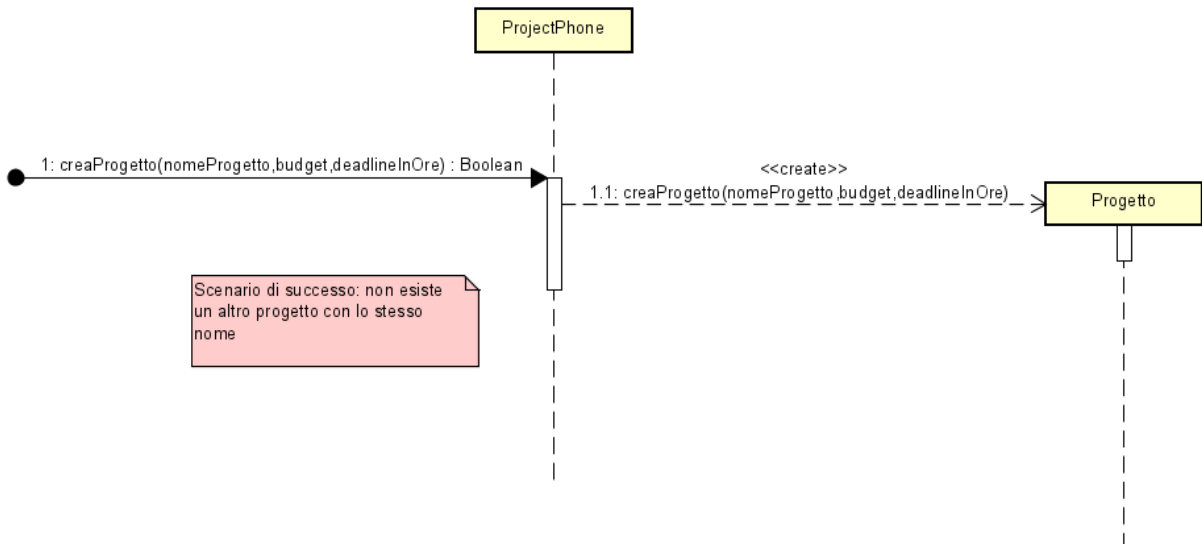 ProjectPhone
1: creaProgetto(nomeProgetto,budget,deadlineInOre) : Boolean
<<create>>
1.1: creaProgetto(nomeProgetto,budget,deadlineInOre)
Progetto
Scenario di successo: non esiste
un altro progetto con lo stesso
nome